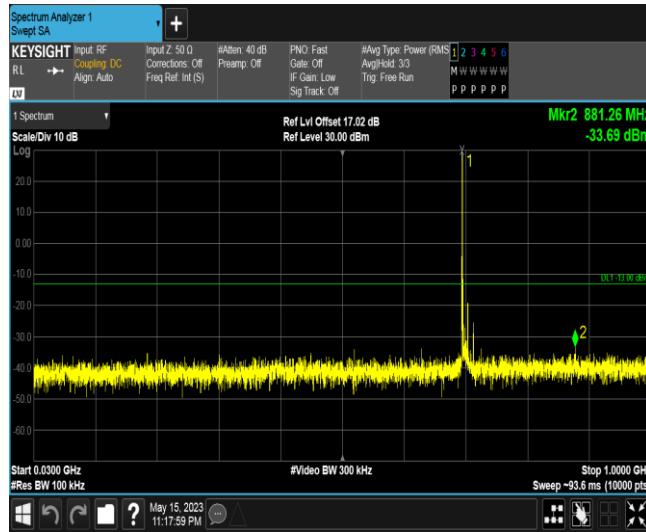 Spectrum Analyzer 1
Swept SA
+
KEYSIGHT
RL
LXI
Input: RF
Coupling: DC
Align: Auto
Input Z: 50 Ω
Corrections: Off
Freq Ref: Int (S)
#Atten: 40 dB
Preamp: Off
PNO: Fast
Gate: Off
IF Gain: Low
Sig Track: Off
#Avg Type: Power (RMS
Avg|Hold: 3/3
Trig: Free Run
1 2 3 4 5 6
M W W W W W
P P P P P P
1 Spectrum
Scale/Div 10 dB
Log
Ref Lvl Offset 17.02 dB
Ref Level 30.00 dBm
Mkr2 881.26 MHz
-33.69 dBm
1
20.0
10.0
0.00
-10.0
DL1 -13.00 dBm
-20.0
-30.0
2
-40.0
-50.0
-60.0
Start 0.0300 GHz
#Res BW 100 kHz
#Video BW 300 kHz
Stop 1.0000 GHz
Sweep ~93.6 ms (10000 pts
?
May 15, 2023
11:17:59 PM